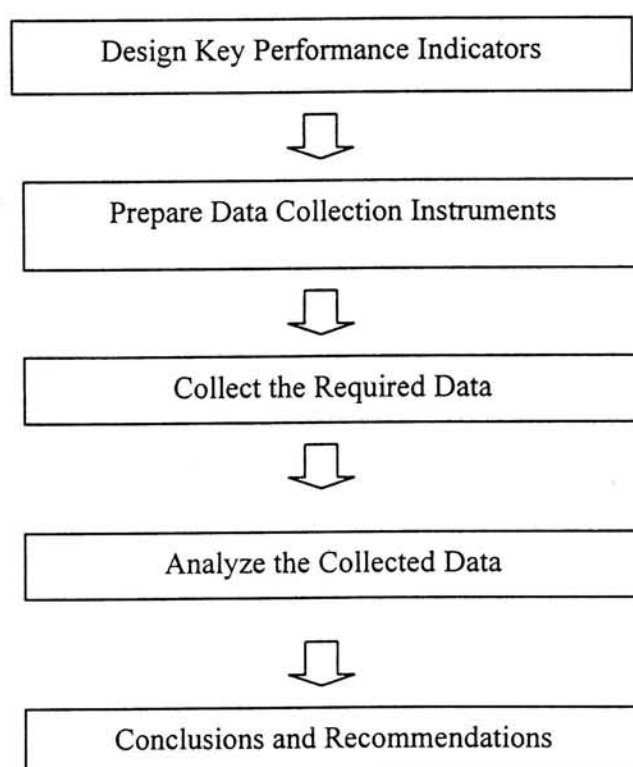 Design Key Performance Indicators
Prepare Data Collection Instruments
Collect the Required Data
Analyze the Collected Data
Conclusions and Recommendations